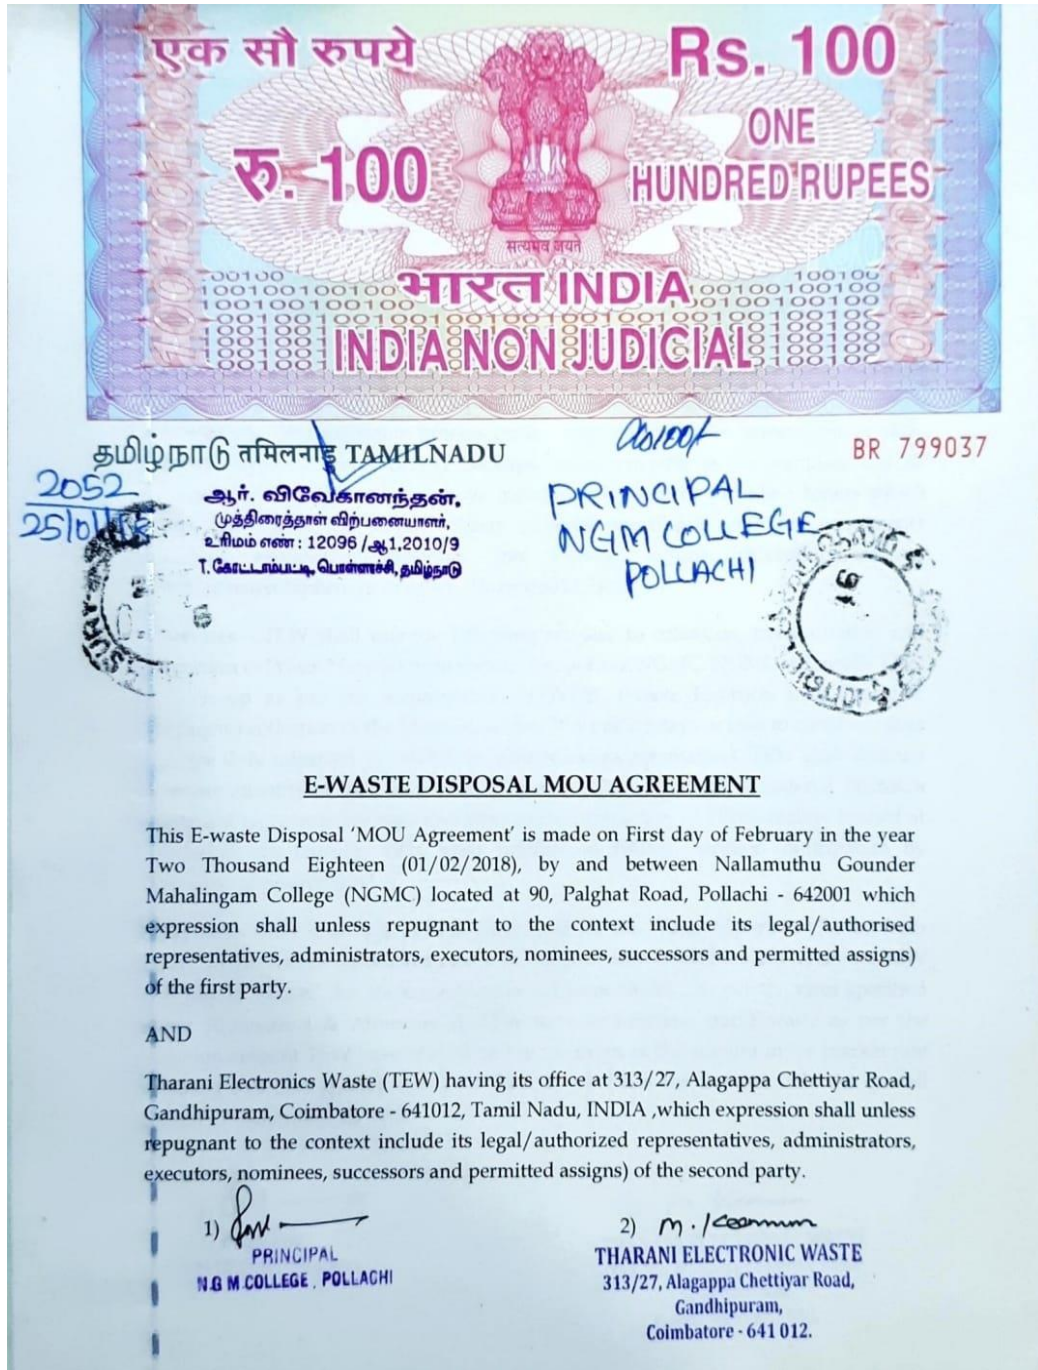 एक सौ रुपये
Rs. 100
रु. 100
ONE
HUNDRED RUPEES
सत्यमेव जयते
भारत INDIA
INDIA NON JUDICIAL
தமிழ்நாடு तमिलनाडु TAMILNADU
BR 799037
2052
ஆர். விவேகானந்தன்,
முத்திரைத்தாள் விற்பனையாளர்,
உரிமம் எண் : 12096 /ஆ1,2010/9
T. கோட்டாம்பட்டி, பொள்ளாச்சி, தமிழ்நாடு
PRINCIPAL
NGM COLLEGE
POLLACHI
E-WASTE DISPOSAL MOU AGREEMENT
This E-waste Disposal ‘MOU Agreement’ is made on First day of February in the year
Two Thousand Eighteen (01/02/2018), by and between Nallamuthu Gounder
Mahalingam College (NGMC) located at 90, Palghat Road, Pollachi - 642001 which
expression shall unless repugnant to the context include its legal/authorised
representatives, administrators, executors, nominees, successors and permitted assigns)
of the first party.
AND
Tharani Electronics Waste (TEW) having its office at 313/27, Alagappa Chettiyar Road,
Gandhipuram, Coimbatore - 641012, Tamil Nadu, INDIA ,which expression shall unless
repugnant to the context include its legal/authorized representatives, administrators,
executors, nominees, successors and permitted assigns) of the second party.
1)
PRINCIPAL
N.G M COLLEGE . POLLACHI
2)
THARANI ELECTRONIC WASTE
313/27, Alagappa Chettiyar Road,
Gandhipuram,
Coimbatore - 641 012.